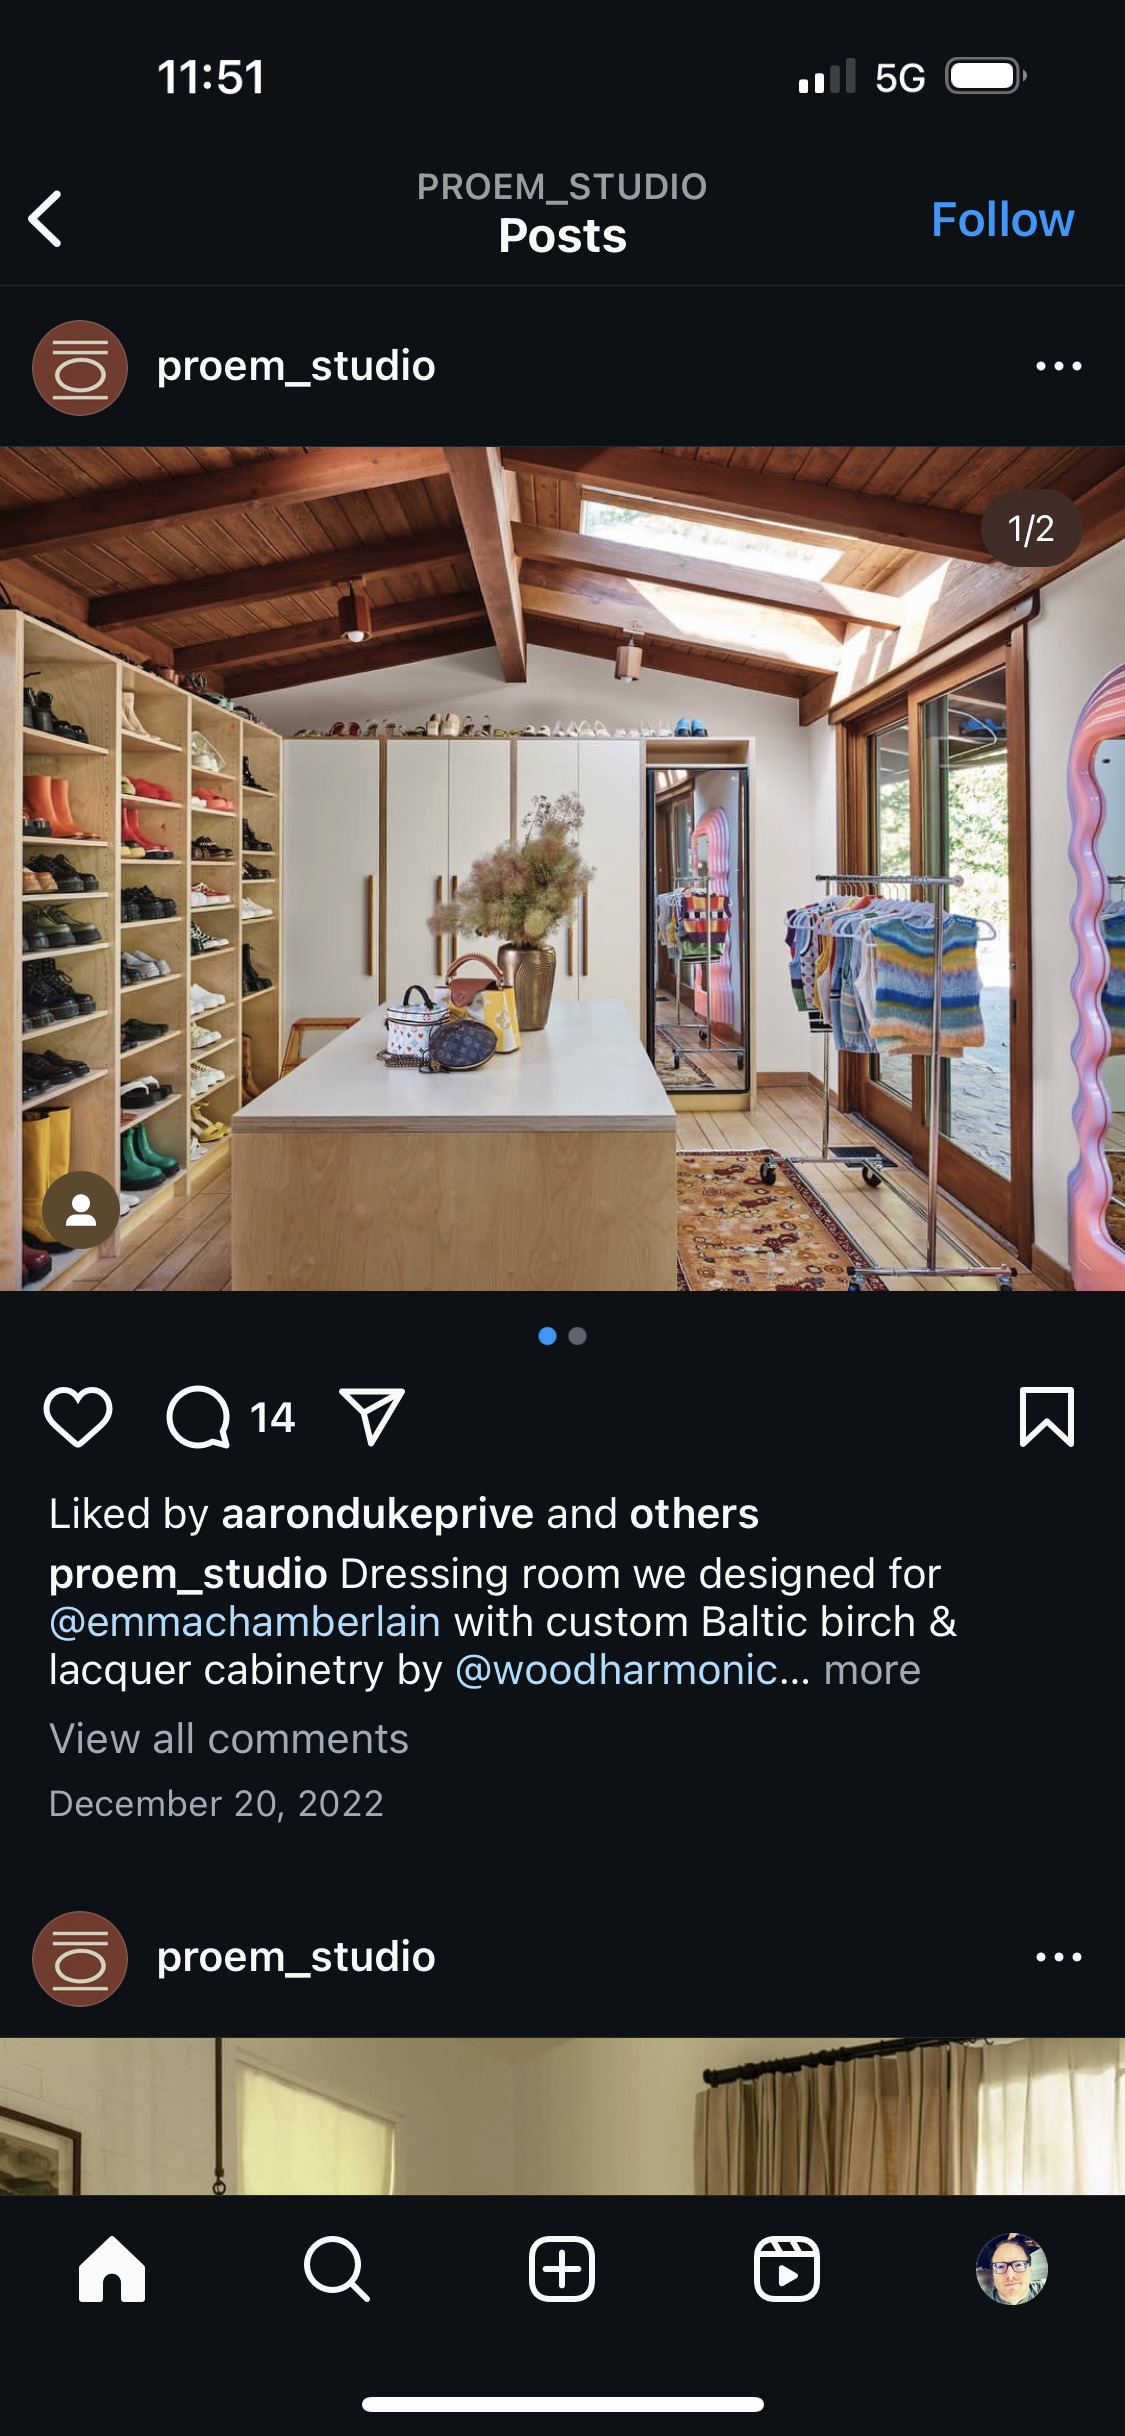 11:51
5G
PROEM_STUDIO
Posts
Follow
proem_studio
1/2
14
Liked by aarondukeprive and others
proem_studio Dressing room we designed for
@emmachamberlain with custom Baltic birch &
lacquer cabinetry by @woodharmonic... more
View all comments
December 20, 2022
proem_studio